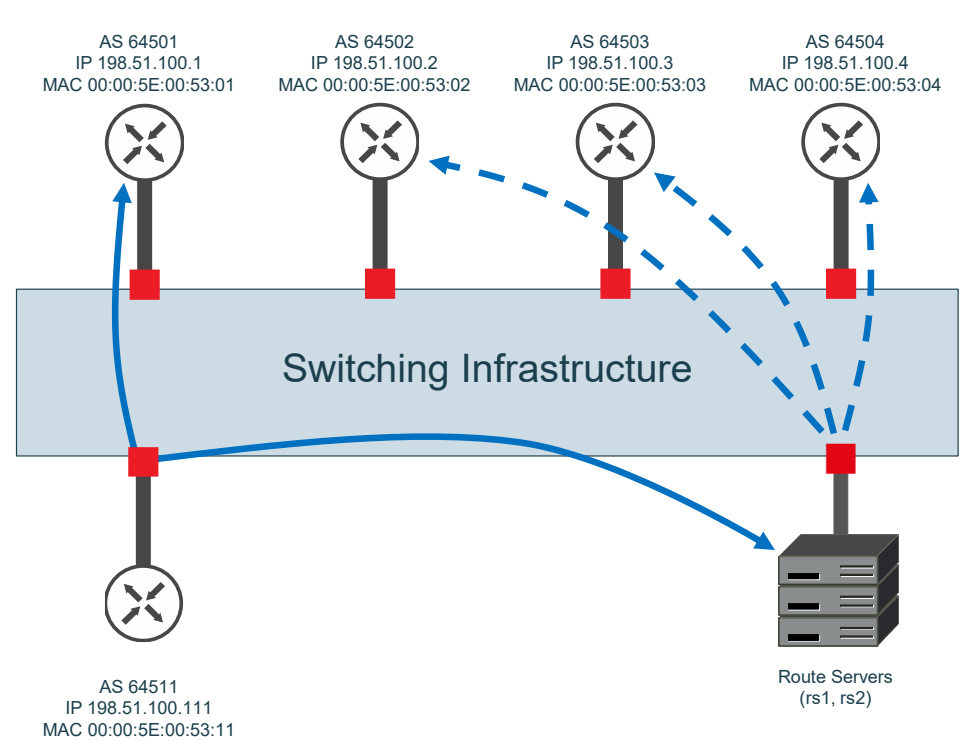 AS 64501
IP 198.51.100.1
MAC 00:00:5E:00:53:01
AS 64502
IP 198.51.100.2
MAC 00:00:5E:00:53:02
AS 64503
IP 198.51.100.3
MAC 00:00:5E:00:53:03
AS 64504
IP 198.51.100.4
MAC 00:00:5E:00:53:04
Switching Infrastructure
AS 64511
IP 198.51.100.111
MAC 00:00:5E:00:53:11
Route Servers
(rs1, rs2)